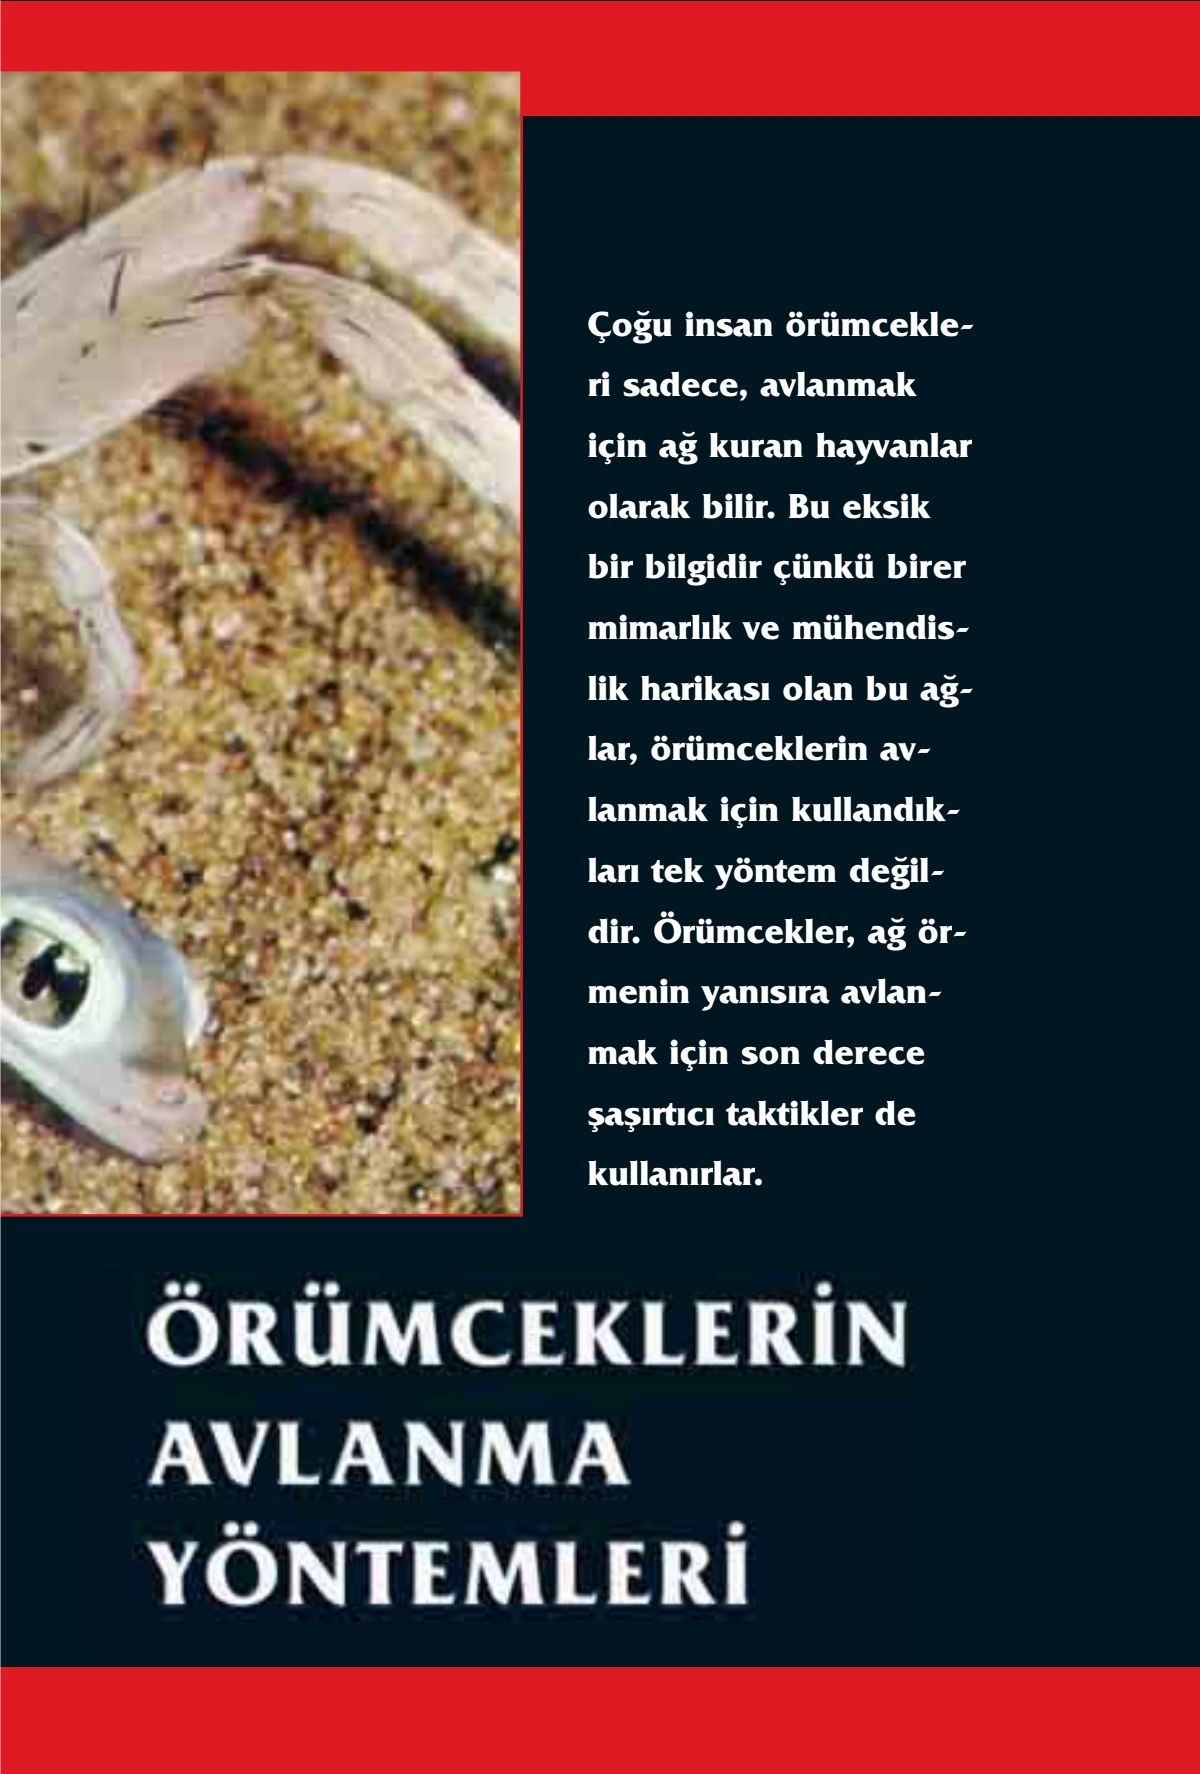 Çoğu insan örümcekle-
ri sadece, avlanmak
için ağ kuran hayvanlar
olarak bilir. Bu eksik
bir bilgidir çünkü birer
mimarlık ve mühendis-
lik harikası olan bu ağ-
lar, örümceklerin av-
lanmak için kullandık-
ları tek yöntem değil-
dir. Örümcekler, ağ ör-
menin yanısıra avlan-
mak için son derece
şaşırtıcı taktikler de
kullanırlar.
ÖRÜMCEKLERİN
AVLANMA
YÖNTEMLERİ